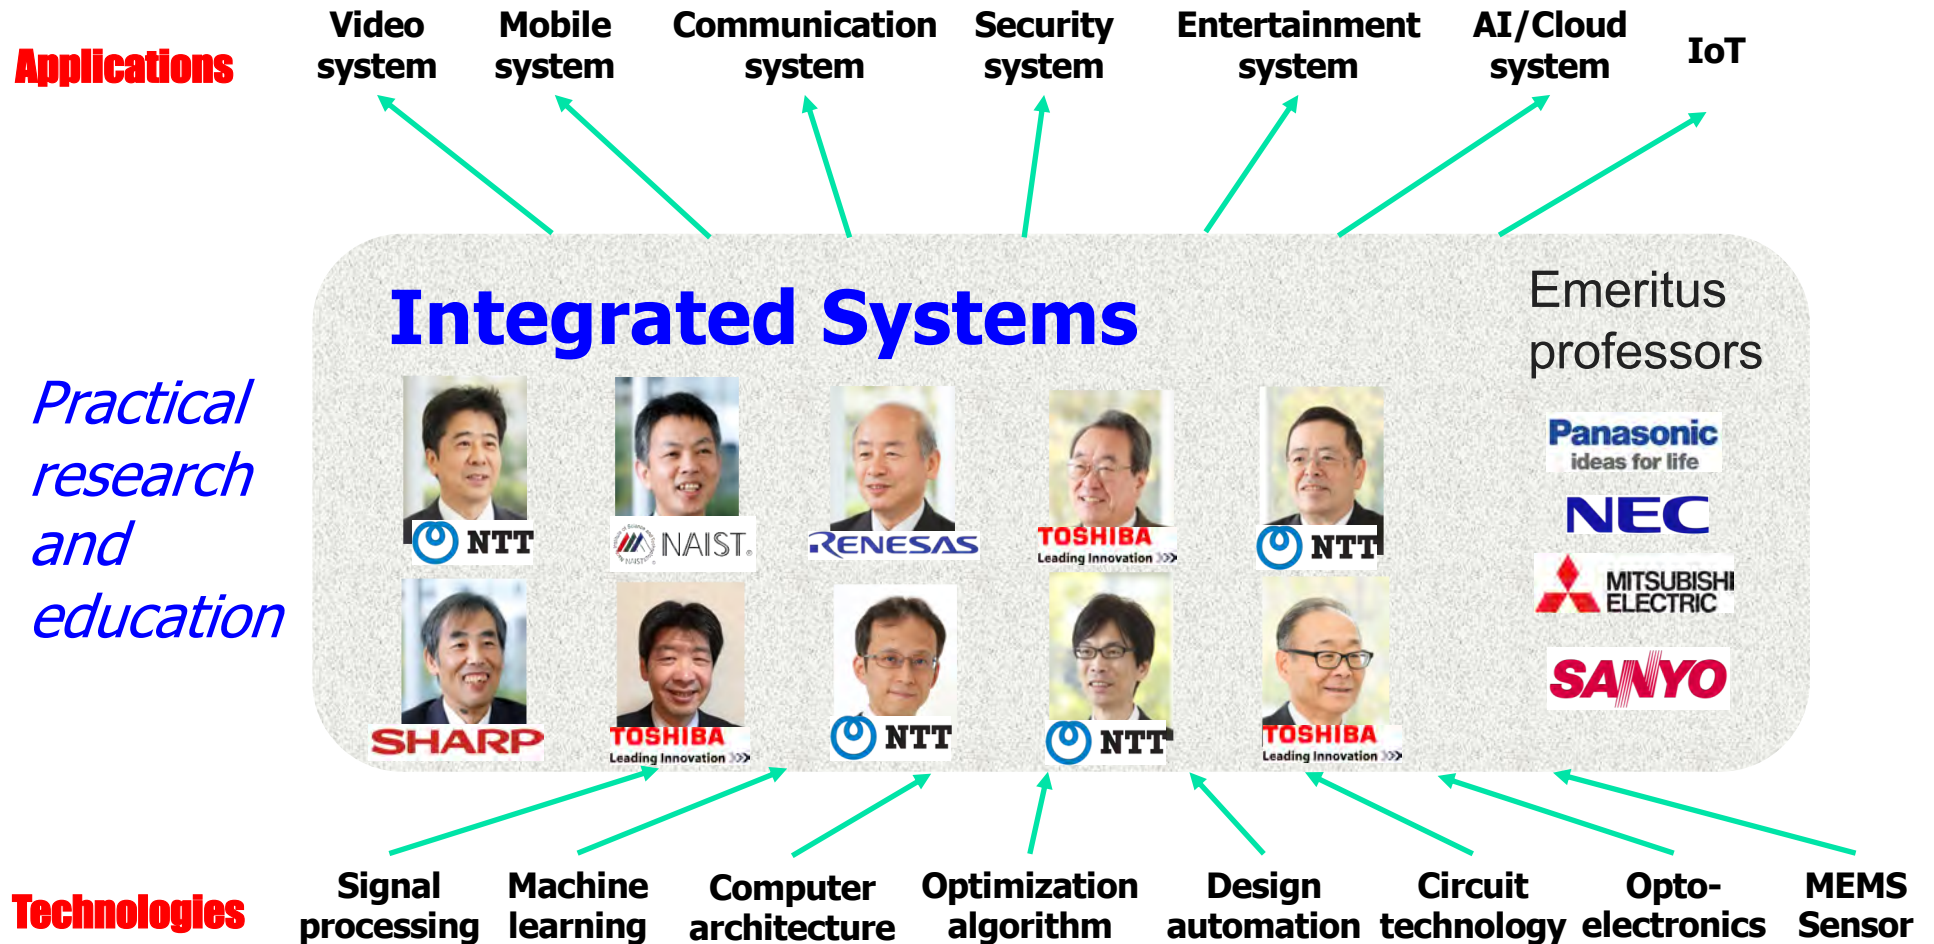 Applications
Video
system
Mobile
system
Communication
system
Security
system
Entertainment
system
AI/Cloud
system
IoT
Integrated Systems
Emeritus
professors
Practical
research
and
education
NTT
NAIST®
RENESAS
TOSHIBA
Leading Innovation >>>
NTT
SHARP
TOSHIBA
Leading Innovation >>>
NTT
NTT
TOSHIBA
Leading Innovation >>>
Panasonic
ideas for life
NEC
MITSUBISHI
ELECTRIC
SANYO
Technologies
Signal
processing
Machine
learning
Computer
architecture
Optimization
algorithm
Design
automation
Circuit
technology
Opto-
electronics
MEMS
Sensor